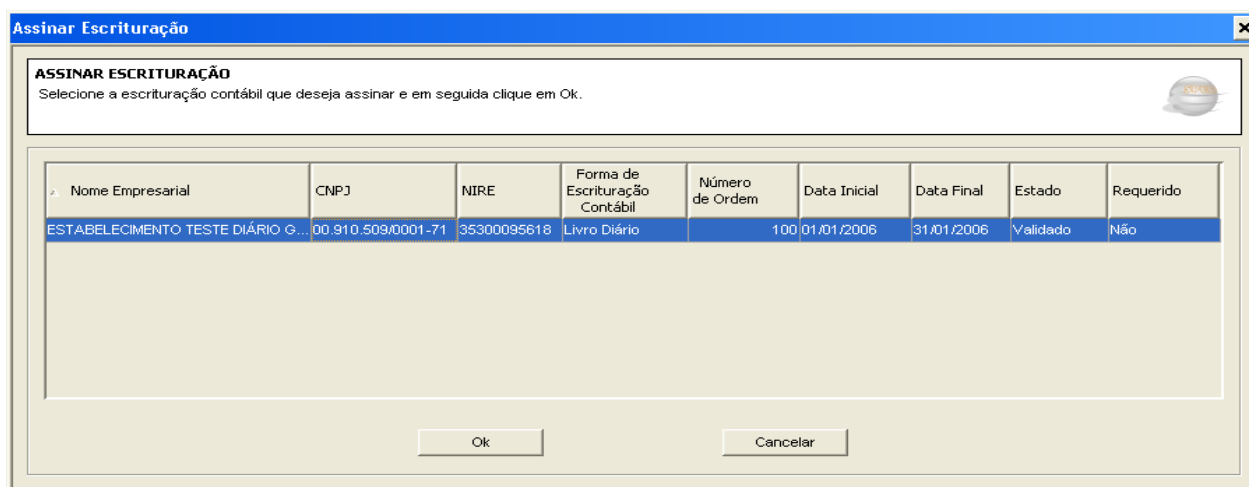 Assinar Escrituração
ASSINAR ESCRITURAÇÃO
Selecione a escrituração contábil que deseja assinar e em seguida clique em Ok.
Nome Empresarial CNPJ NIRE Forma de Escrituração Contábil Número de Ordem Data Inicial Data Final Estado Requerido
ESTABELECIMENTO TESTE DIÁRIO G... 00.910.509/0001-71 35300095618 Livro Diário 100 01/01/2006 31/01/2006 Validado Não
Ok Cancelar